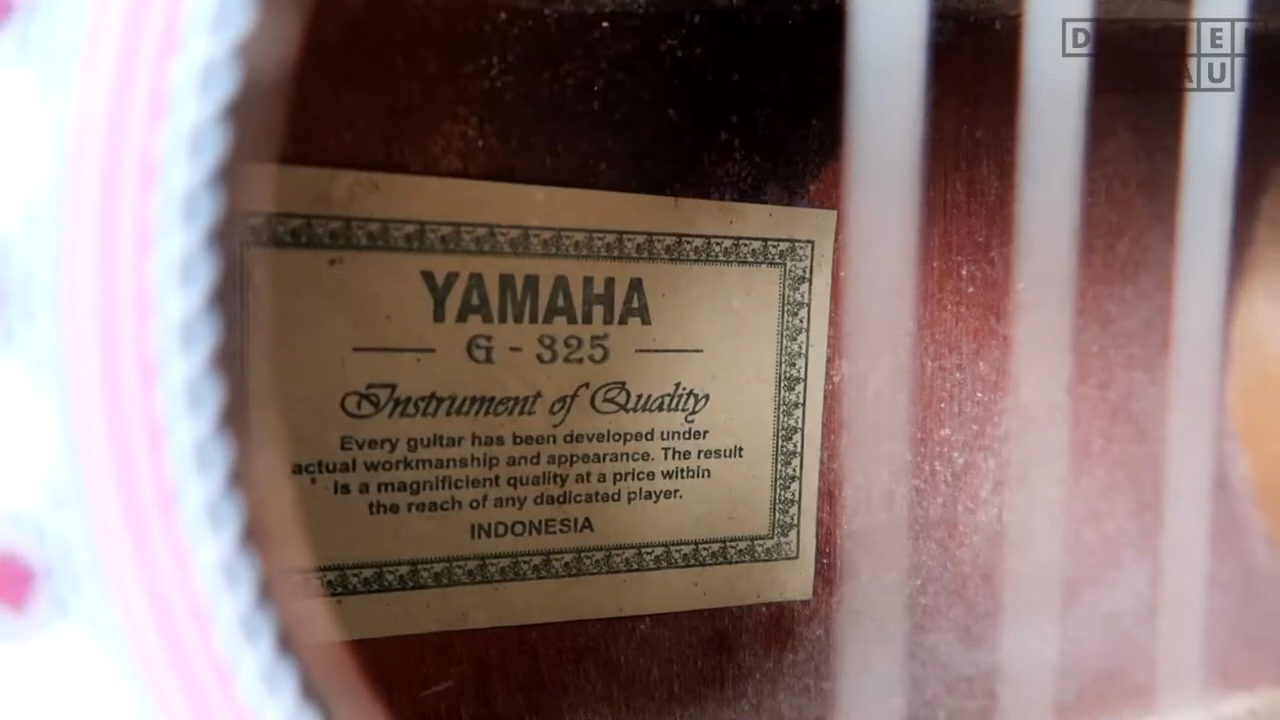 YAMAHA
G - 325
Instrument of Quality
Every guitar has been developed under
actual workmanship and appearance. The result
Is a magnificient quality at a price within
the reach of any dadicated player.
INDONESIA